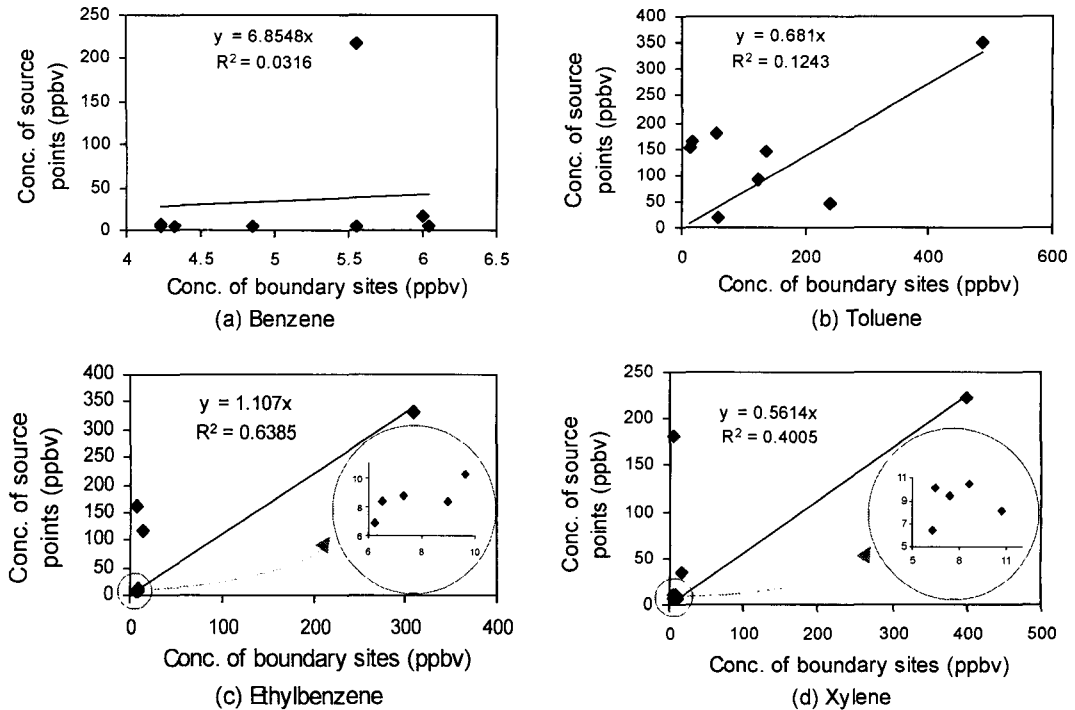 250
200
150
100
50
0
Conc. of source
points (ppbv)
y = 6.8548x
R² = 0.0316
4 4.5 5 5.5 6 6.5
Conc. of boundary sites (ppbv)
(a) Benzene
400
350
300
250
200
150
100
50
0
Conc. of source
points (ppbv)
y = 0.681x
R² = 0.1243
0 200 400 600
Conc. of boundary sites (ppbv)
(b) Toluene
400
350
300
250
200
150
100
50
0
Conc. of source
points (ppbv)
y = 1.107x
R² = 0.6385
10
8
6
6 8 10
0 100 200 300 400
Conc. of boundary sites (ppbv)
(c) Ethylbenzene
250
200
150
100
50
0
Conc. of source
points (ppbv)
y = 0.5614x
R² = 0.4005
11
9
7
5
5 8 11
0 100 200 300 400 500
Conc. of boundary sites (ppbv)
(d) Xylene